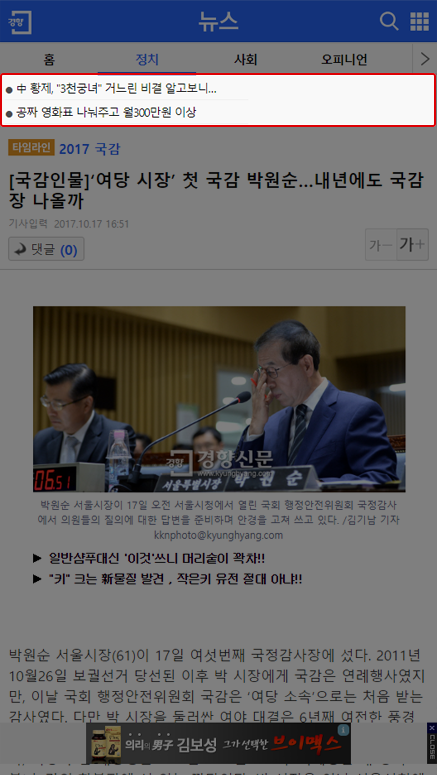 경향
뉴스
홈 정치 사회 오피니언
● 中 황제, "3천궁녀" 거느린 비결 알고보니...
● 공짜 영화표 나눠주고 월300만원 이상
타임라인 2017 국감
[국감인물]‘여당 시장’ 첫 국감 박원순…내년에도 국감
장 나올까
기사입력 2017.10.17 16:51
댓글 (0)
가− 가+
경향 경향신문
www.kyunghyang.com
06:51
서울특별시장 박원순
박원순 서울시장이 17일 오전 서울시청에서 열린 국회 행정안전위원회 국정감사
에서 의원들의 질의에 대한 답변을 준비하며 안경을 고쳐 쓰고 있다. /김기남 기자
kknphoto@kyunghyang.com
▶ 일반샴푸대신 '이것'쓰니 머리술이 꽉차!!
▶ "키" 크는 新물질 발견 , 작은키 유전 절대 아냐!!
박원순 서울시장(61)이 17일 여섯번째 국정감사장에 섰다. 2011년
10월26일 보궐선거 당선된 이후 박 시장에게 국감은 연례행사였지
만, 이날 국회 행정안전위원회 국감은 ‘여당 소속’으로는 처음 받는
감사였다. 다만 박 시장을 둘러싼 여야 대결은 6년째 여전한 풍경
의리의 男子 김보성 그가 선택한 브이맥스
X CLOSE